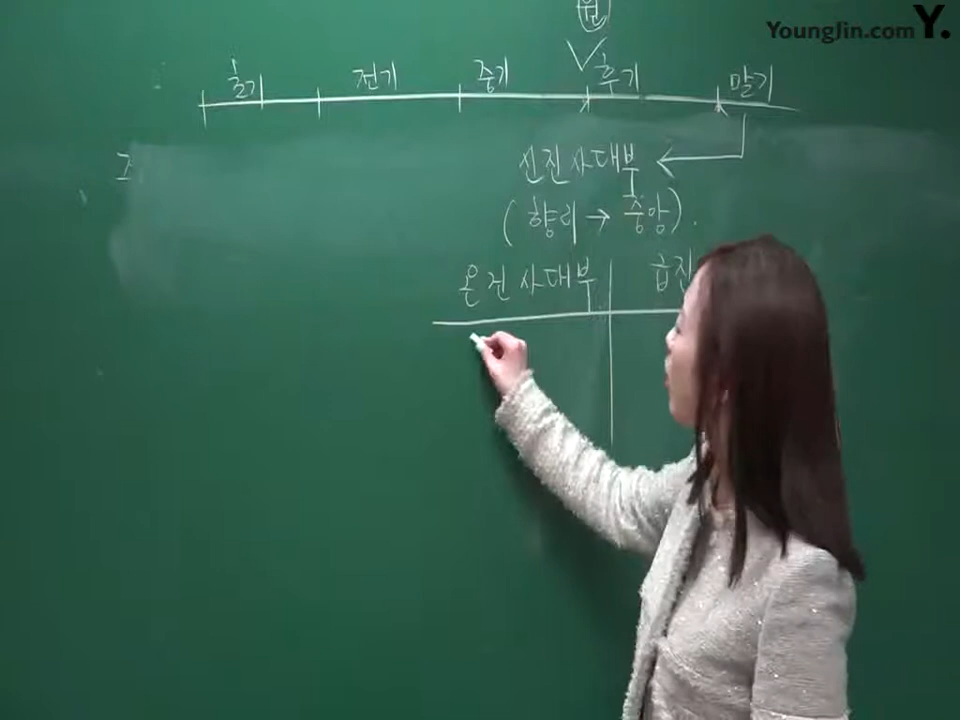 YoungJin.com Y.
원
초기 전기 중기 후기 말기
신진사대부
(향리 → 중앙).
온건사대부 급진